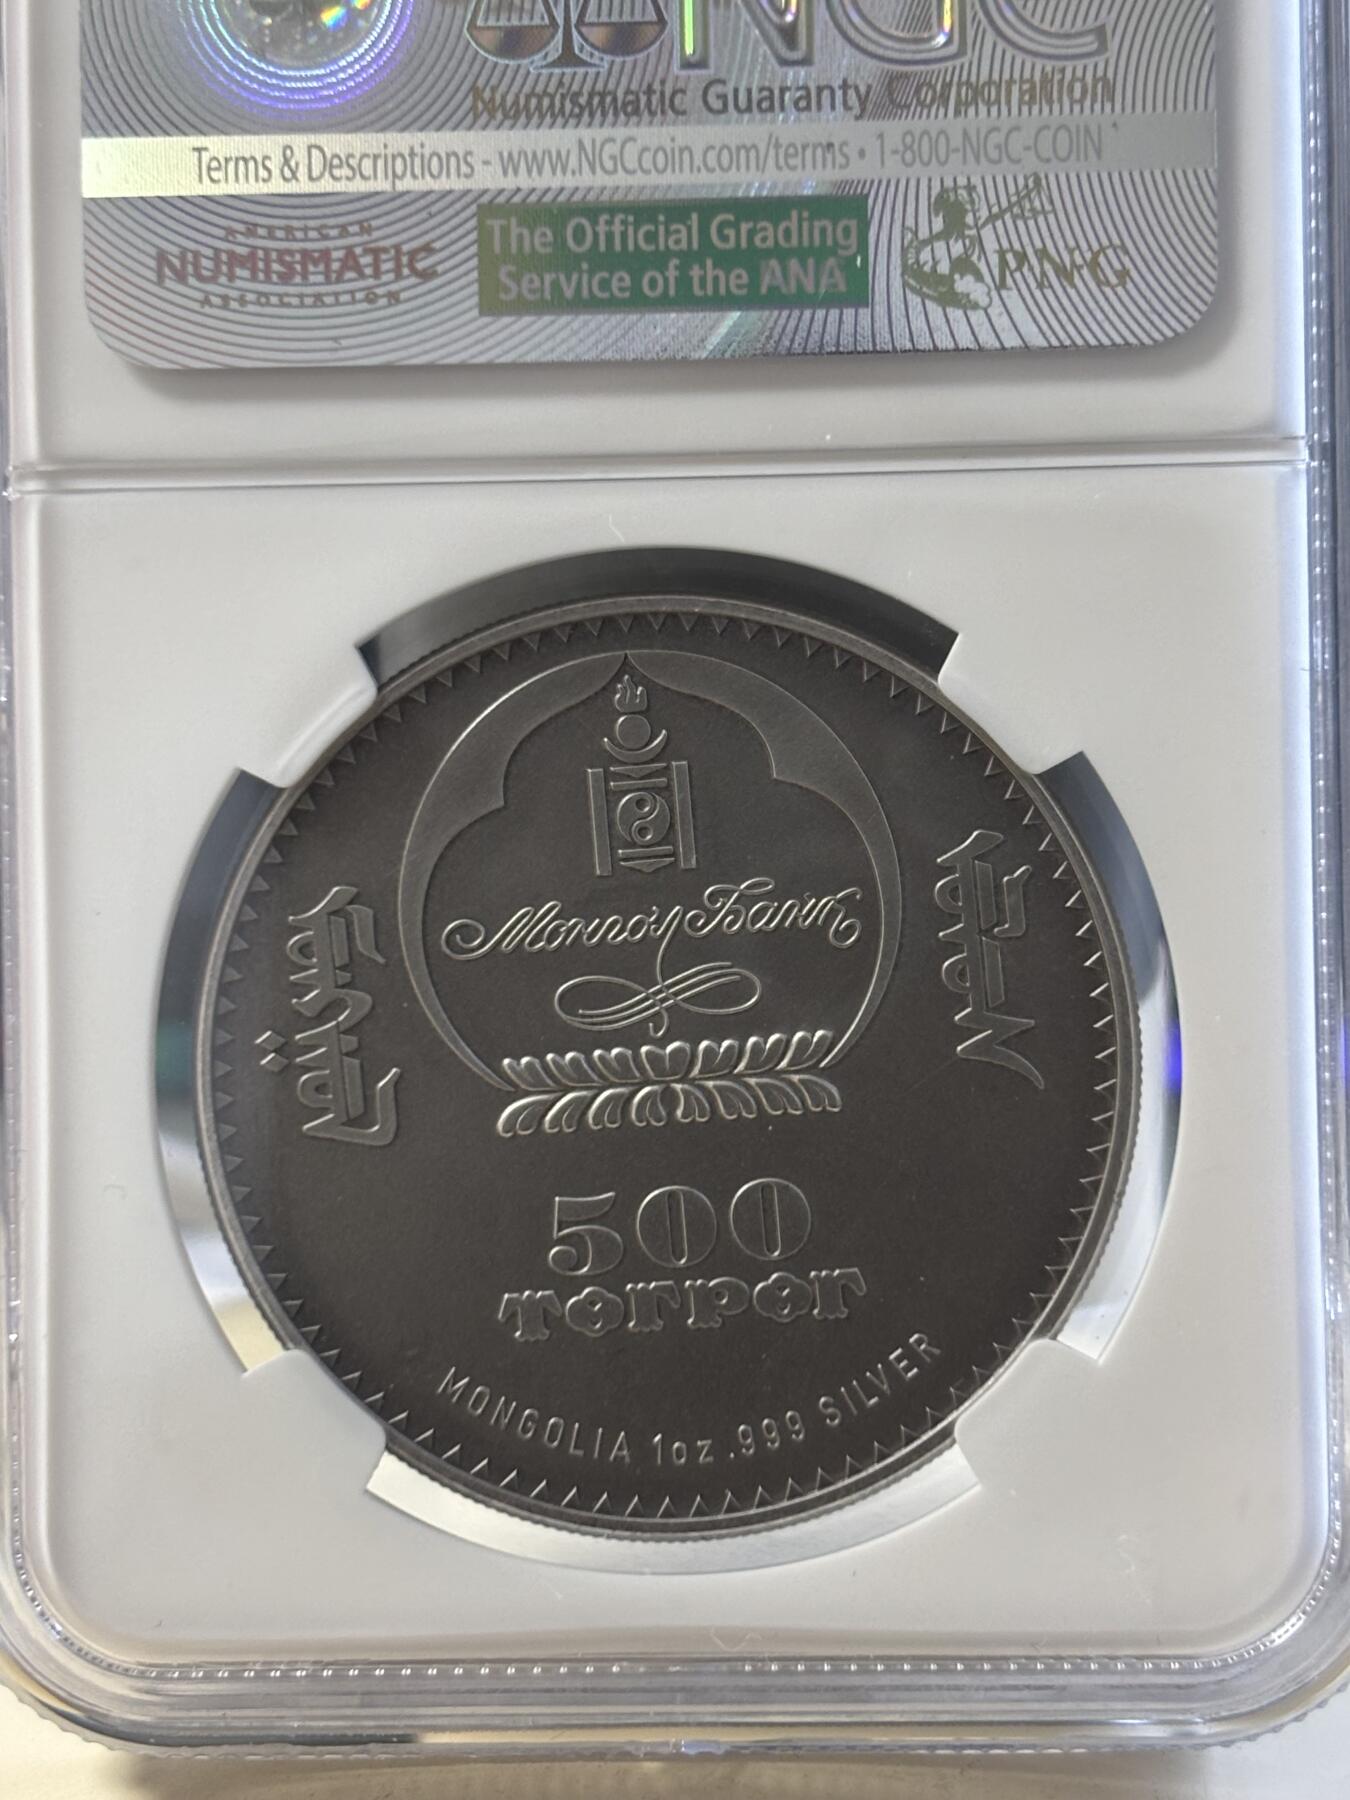 NGC
Numismatic Guaranty Corporation
Terms & Descriptions - www.NGCcoin.com/terms • 1-800-NGC-COIN
AMERICAN
NUMISMATIC
ASSOCIATION
The Official Grading
Service of the ANA
PNG
Монгол Банк
500
ТӨГРӨГ
MONGOLIA 1oz .999 SILVER